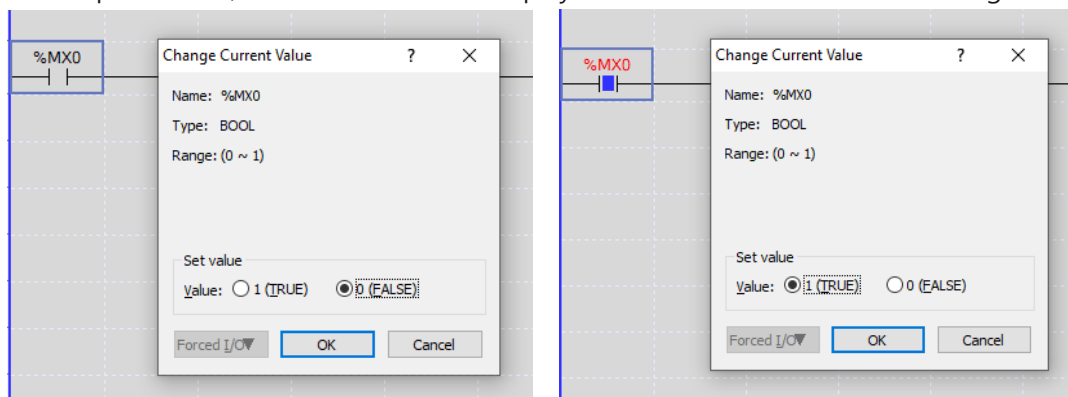 %MX0
Change Current Value ? X
Name: %MX0
Type: BOOL
Range: (0 ~ 1)
Set value
Value: 1 (TRUE) 0 (FALSE)
Forced I/O▼ OK Cancel
%MX0
Change Current Value ? X
Name: %MX0
Type: BOOL
Range: (0 ~ 1)
Set value
Value: 1 (TRUE) 0 (FALSE)
Forced I/O▼ OK Cancel